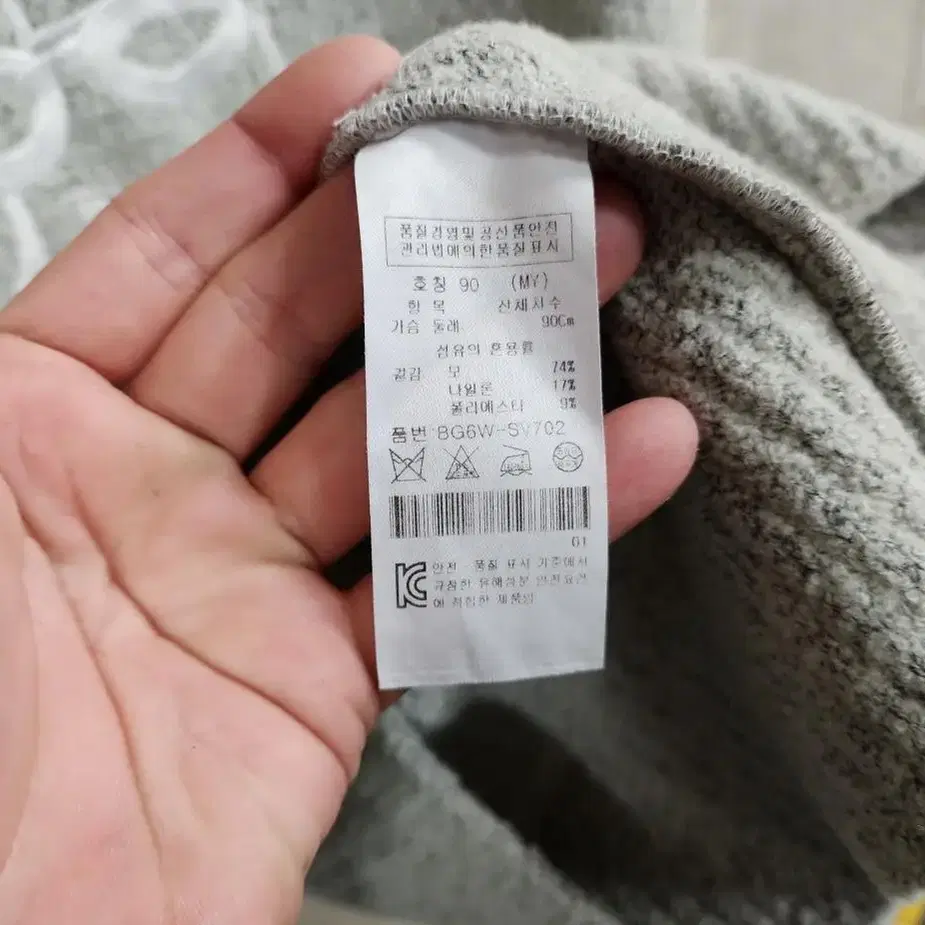 품질경영및공산품안전
관리법에의한품질표시
호칭 90 (MY)
항목 신체치수
가슴둘레 90Cm
섬유의 혼용률
겉감 모 74%
나일론 17%
폴리에스터 9%
품번 BG6W-SV702
01
안전 품질 표시 기준에서
규정한 유해성분 안전요건
에 적합한 제품임